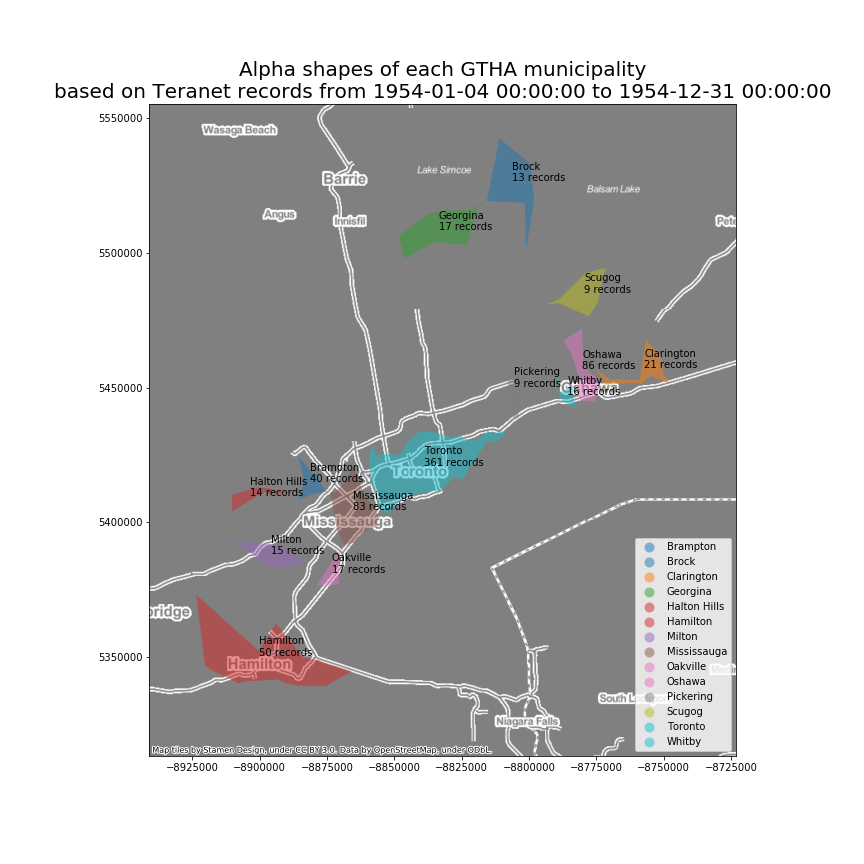 Alpha shapes of each GTHA municipality
based on Teranet records from 1954-01-04 00:00:00 to 1954-12-31 00:00:00
5550000
Wasaga Beach
Brock
13 records
Lake Simcoe
Barrie
Balsam Lake
Angus
Innisfil
Georgina
17 records
5500000
Scugog
9 records
Oshawa
86 records
Clarington
21 records
Pickering
9 records
Whitby
16 records
5450000
Toronto
361 records
Toronto
Brampton
40 records
Halton Hills
14 records
Mississauga
83 records
5400000
Mississauga
Milton
15 records
Oakville
17 records
bridge
Hamilton
50 records
5350000
Hamilton
Niagara Falls
Brampton
Brock
Clarington
Georgina
Halton Hills
Hamilton
Milton
Mississauga
Oakville
Oshawa
Pickering
Scugog
Toronto
Whitby
Map tiles by Stamen Design, under CC BY 3.0. Data by OpenStreetMap, under ODbL.
−8925000 −8900000 −8875000 −8850000 −8825000 −8800000 −8775000 −8750000 −8725000